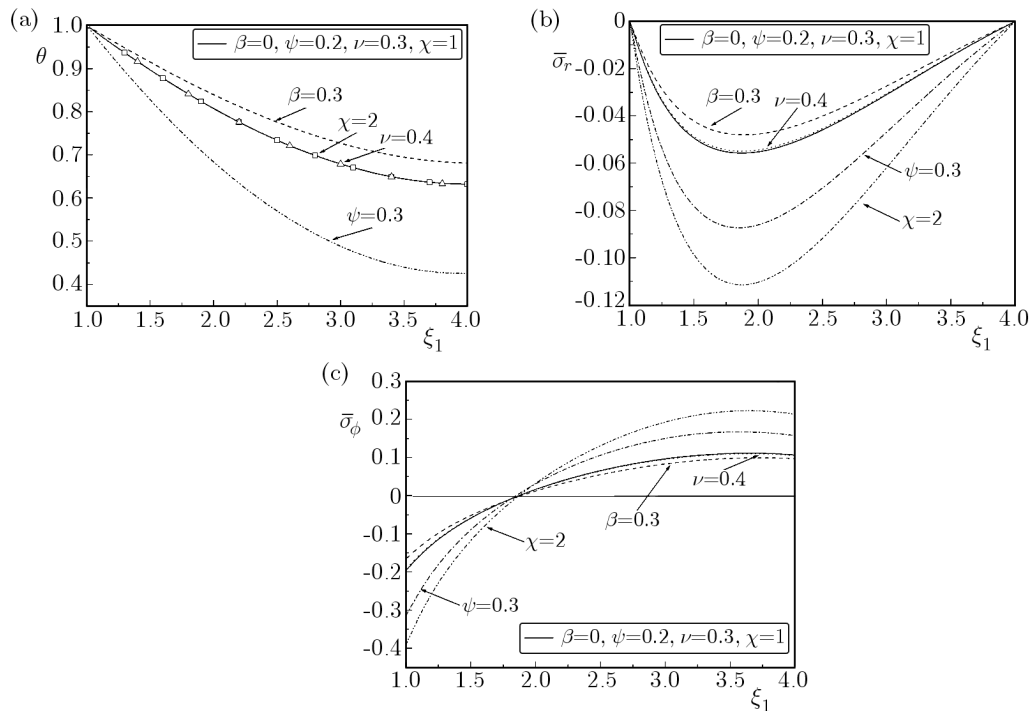 (a)
1.0
0.9
0.8
0.7
0.6
0.5
0.4
θ
β=0, ψ=0.2, ν=0.3, χ=1
β=0.3
χ=2
ν=0.4
ψ=0.3
1.0 1.5 2.0 2.5 3.0 3.5 4.0
ξ₁
(b)
0
-0.02
-0.04
-0.06
-0.08
-0.10
-0.12
σ̅ᵣ
β=0, ψ=0.2, ν=0.3, χ=1
β=0.3
ν=0.4
ψ=0.3
χ=2
1.0 1.5 2.0 2.5 3.0 3.5 4.0
ξ₁
(c)
0.3
0.2
0.1
0
-0.1
-0.2
-0.3
-0.4
σ̅_ϕ
ν=0.4
β=0.3
χ=2
ψ=0.3
β=0, ψ=0.2, ν=0.3, χ=1
1.0 1.5 2.0 2.5 3.0 3.5 4.0
ξ₁